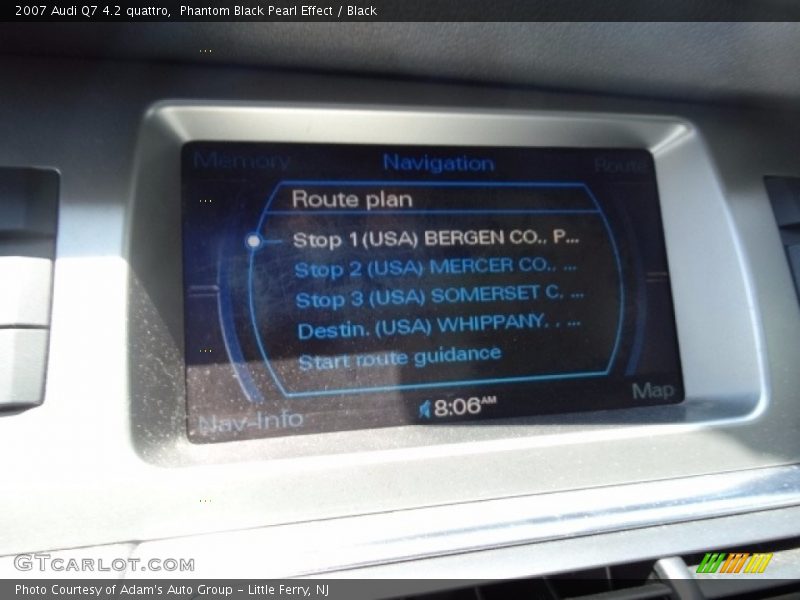 2007 Audi Q7 4.2 quattro, Phantom Black Pearl Effect / Black
Memory Navigation Route
Route plan
Stop 1 (USA) BERGEN CO., P...
Stop 2 (USA) MERCER CO., ...
Stop 3 (USA) SOMERSET C, ...
Destin. (USA) WHIPPANY, , ...
Start route guidance
Nav-Info 8:06 AM Map
GTCARLOT.COM
Photo Courtesy of Adam's Auto Group - Little Ferry, NJ